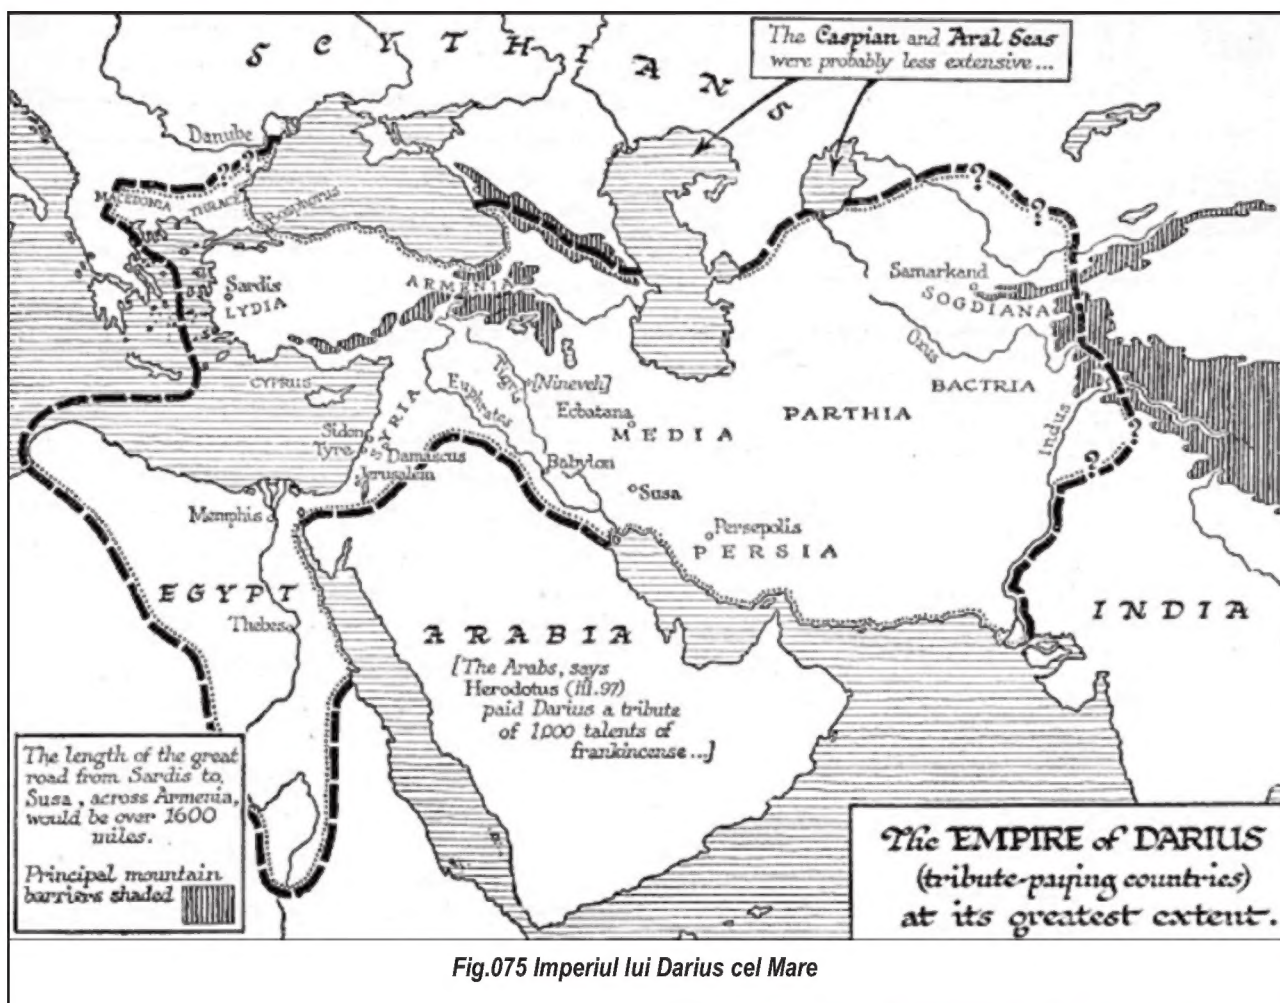 SCYTHIANS
The Caspian and Aral Seas
were probably less extensive...
Danube
?
?
MACEDONIA
THRACE
Bosphorus
?
?
Sardis
LYDIA
ARMENIA
Samarkand
SOGDIANA
Oxus
BACTRIA
CYPRUS
Tigris
[Nineveh]
Euphrates
Ecbatana
MEDIA
PARTHIA
Indus
?
?
Sidon
Tyre
SYRIA
Damascus
Jerusalem
Babylon
Susa
Memphis
Persepolis
PERSIA
EGYPT
Thebes
ARABIA
[The Arabs, says
Herodotus (III.97)
paid Darius a tribute
of 1000 talents of
frankincense...]
INDIA
The length of the great
road from Sardis to
Susa, across Armenia,
would be over 1600
miles.
Principal mountain
barriers shaded
The EMPIRE of DARIUS
(tribute-paying countries)
at its greatest extent.
Fig.075 Imperiul lui Darius cel Mare